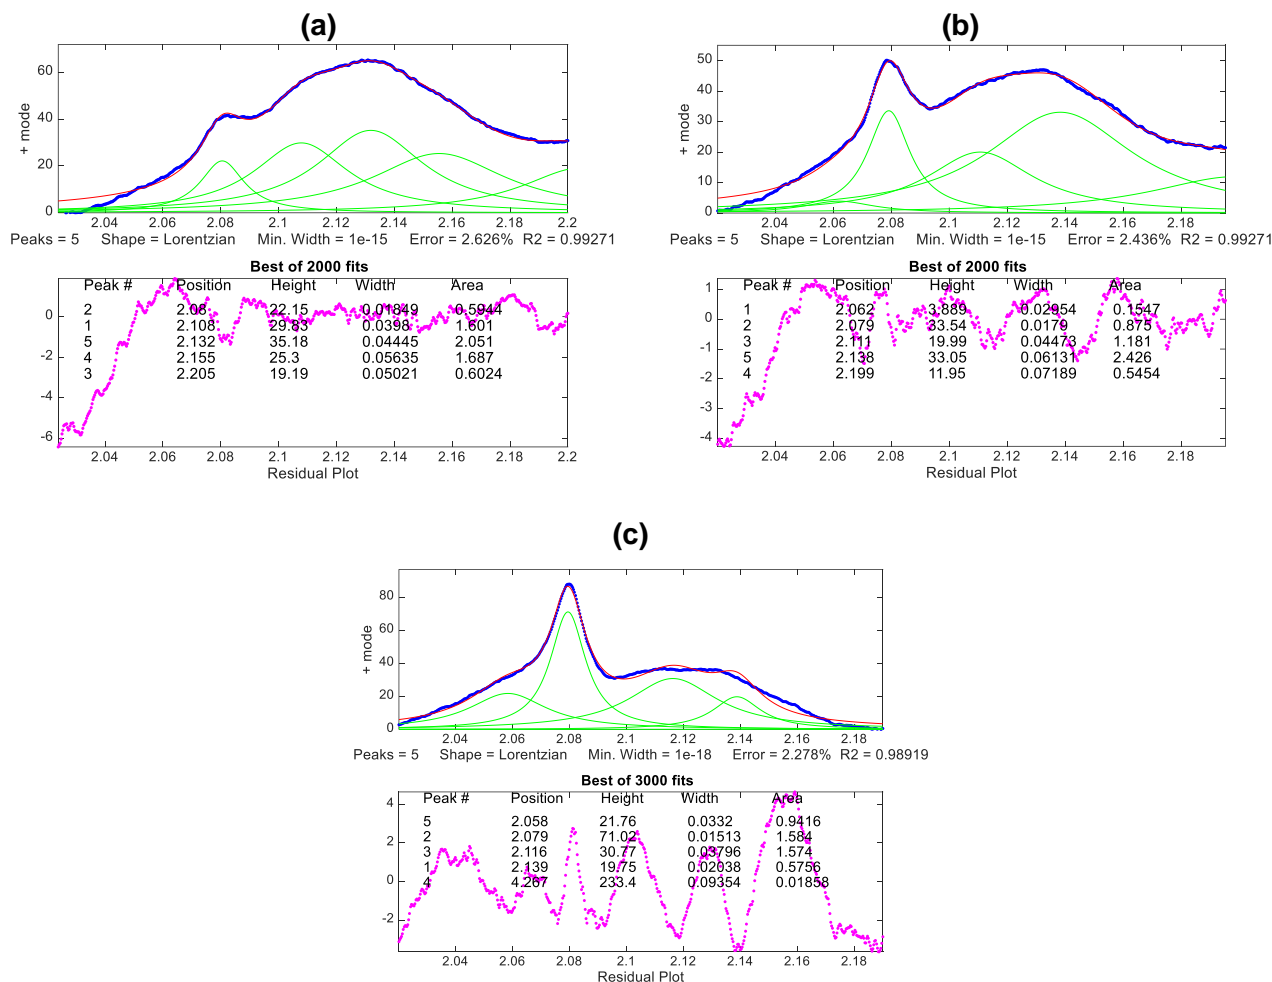 (a)
60
40
20
0
+ mode
2.04 2.06 2.08 2.1 2.12 2.14 2.16 2.18 2.2
Peaks = 5 Shape = Lorentzian Min. Width = 1e-15 Error = 2.626% R2 = 0.99271
Best of 2000 fits
Peak # Position Height Width Area
2 2.08 22.15 0.01849 0.5944
1 2.108 29.83 0.0398 1.601
5 2.132 35.18 0.04445 2.051
4 2.155 25.3 0.05635 1.687
3 2.205 19.19 0.05021 0.6024
0
-2
-4
-6
2.04 2.06 2.08 2.1 2.12 2.14 2.16 2.18 2.2
Residual Plot
(b)
50
40
30
20
10
0
+ mode
2.04 2.06 2.08 2.1 2.12 2.14 2.16 2.18
Peaks = 5 Shape = Lorentzian Min. Width = 1e-15 Error = 2.436% R2 = 0.99271
Best of 2000 fits
Peak # Position Height Width Area
1 2.062 3.889 0.02954 0.1547
2 2.079 33.54 0.0179 0.875
3 2.111 19.99 0.04473 1.181
5 2.138 33.05 0.06131 2.426
4 2.199 11.95 0.07189 0.5454
1
0
-1
-2
-3
-4
2.04 2.06 2.08 2.1 2.12 2.14 2.16 2.18
Residual Plot
(c)
80
60
40
20
0
+ mode
2.04 2.06 2.08 2.1 2.12 2.14 2.16 2.18
Peaks = 5 Shape = Lorentzian Min. Width = 1e-18 Error = 2.278% R2 = 0.98919
Best of 3000 fits
Peak # Position Height Width Area
5 2.058 21.76 0.0332 0.9416
2 2.079 71.02 0.01513 1.584
3 2.116 30.77 0.03796 1.574
1 2.139 19.75 0.02038 0.5756
4 4.267 233.4 0.09354 0.01858
4
2
0
-2
2.04 2.06 2.08 2.1 2.12 2.14 2.16 2.18
Residual Plot